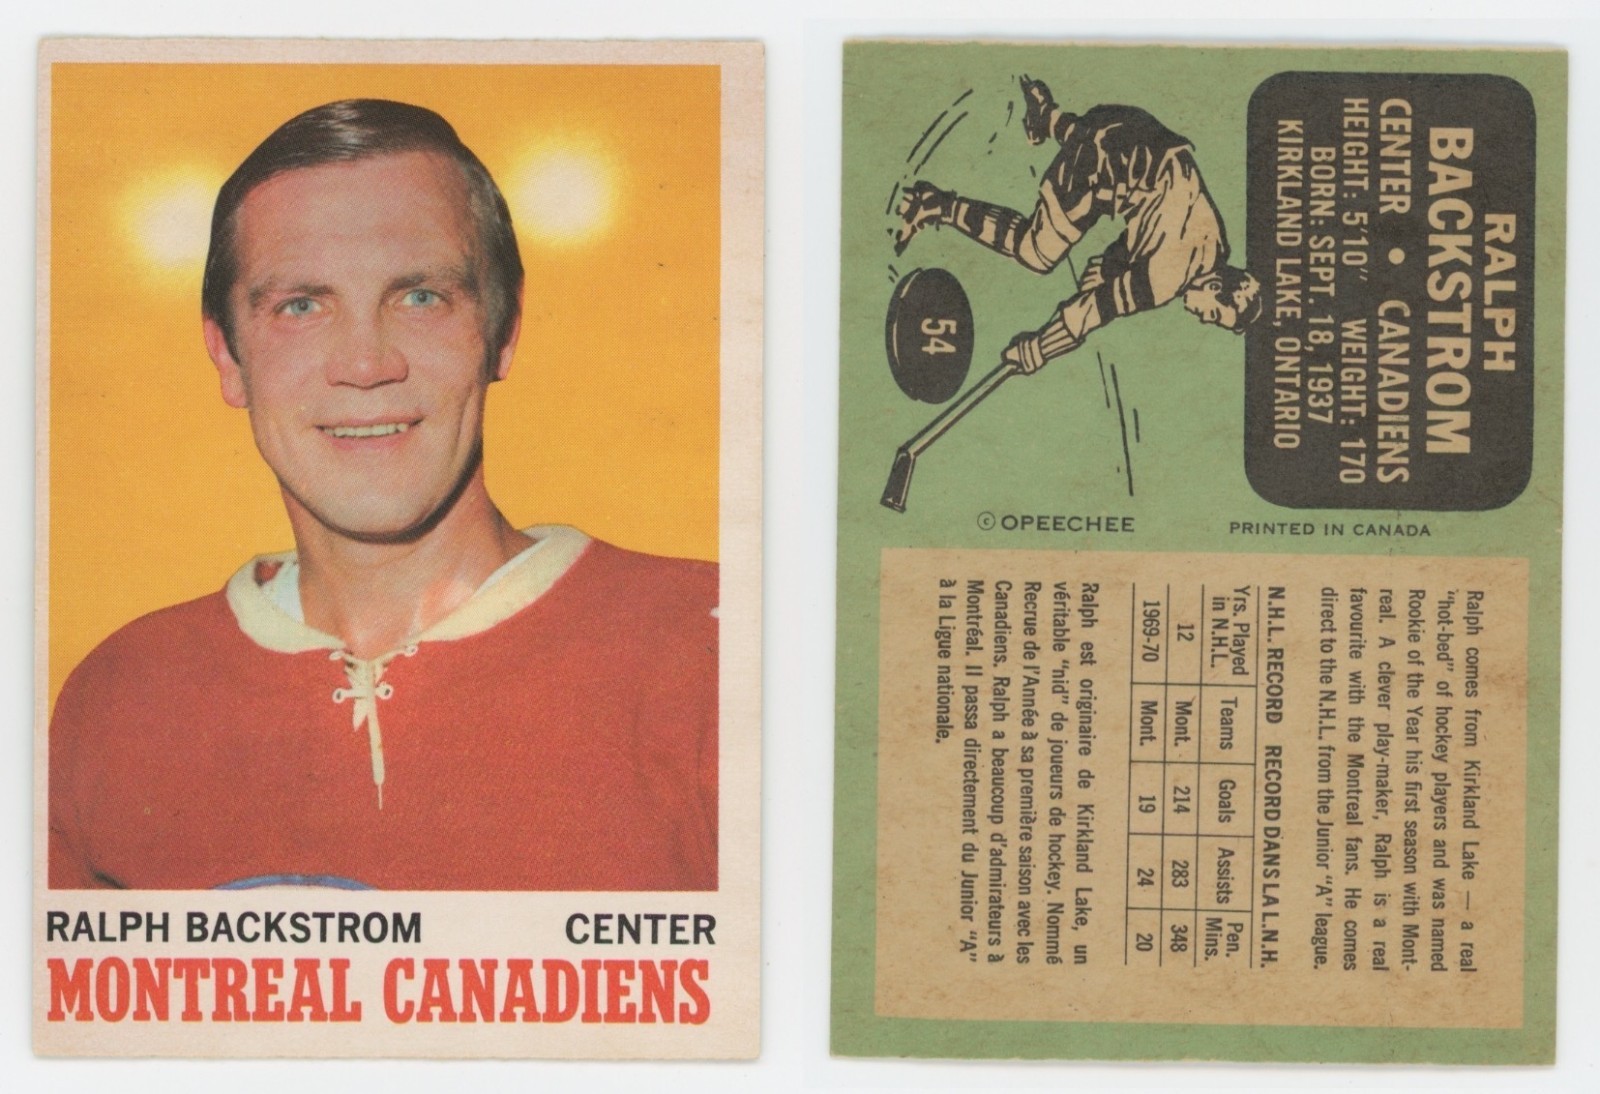 RALPH BACKSTROM CENTER
MONTREAL CANADIENS
RALPH
BACKSTROM
CENTER • CANADIENS
HEIGHT: 5'10" WEIGHT: 170
BORN: SEPT. 18, 1937
KIRKLAND LAKE, ONTARIO
54
© OPEECHEE PRINTED IN CANADA
Ralph comes from Kirkland Lake — a real
"hot-bed" of hockey players and was named
Rookie of the Year his first season with Mont-
real. A clever play-maker, Ralph is a real
favourite with the Montreal fans. He comes
direct to the N.H.L. from the Junior "A" league.
N.H.L. RECORD RECORD DANS LA L.N.H.
Yrs. Played in N.H.L. Teams Goals Assists Pen. Mins.
12 Mont. 214 283 348
1969-70 Mont. 19 24 20
Ralph est originaire de Kirkland Lake, un
véritable "nid" de joueurs de hockey. Nommé
Recrue de l'Année à sa première saison avec les
Canadiens. Ralph a beaucoup d'admirateurs à
Montréal. Il passa directement du Junior "A"
à la Ligue nationale.